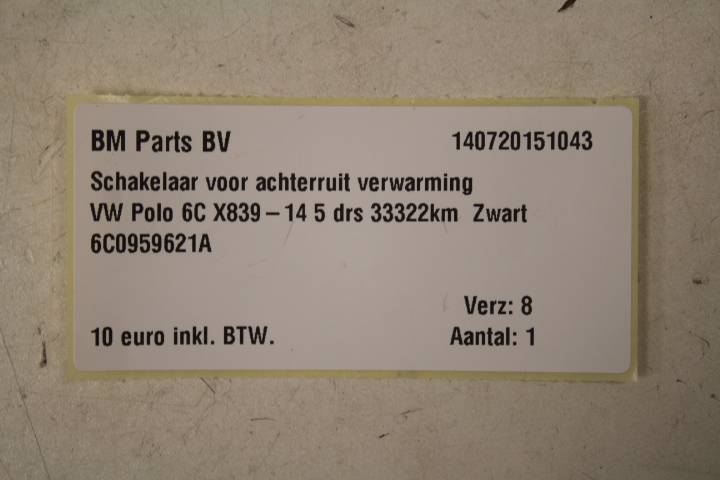 BM Parts BV 140720151043
Schakelaar voor achterruit verwarming
VW Polo 6C X839 – 14 5 drs 33322km Zwart
6C0959621A
Verz: 8
10 euro inkl. BTW. Aantal: 1